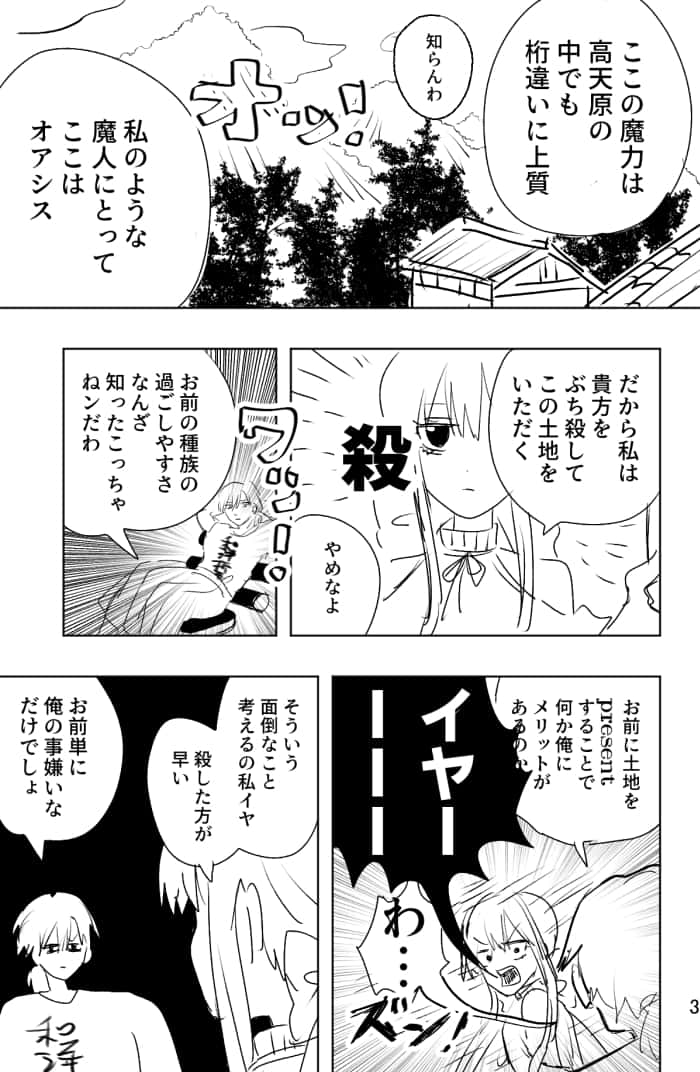 ここの魔力は
高天原の
中でも
桁違いに上質
知らんわ
オッ!
私のような
魔人にとって
ここは
オアシス
だから私は
貴方を
ぶち殺して
この土地を
いただく
殺
やめなよ
お前の種族の
過ごしやすさ
なんざ
知ったこっちゃ
ねンだわ
お前に土地を
present
することで
何か俺に
メリットが
あるのか
イヤーーーー
わ…
ズンッ!
そういう
面倒なこと
考えるの私イヤ
殺した方が
早い
お前単に
俺の事嫌いな
だけでしょ
3